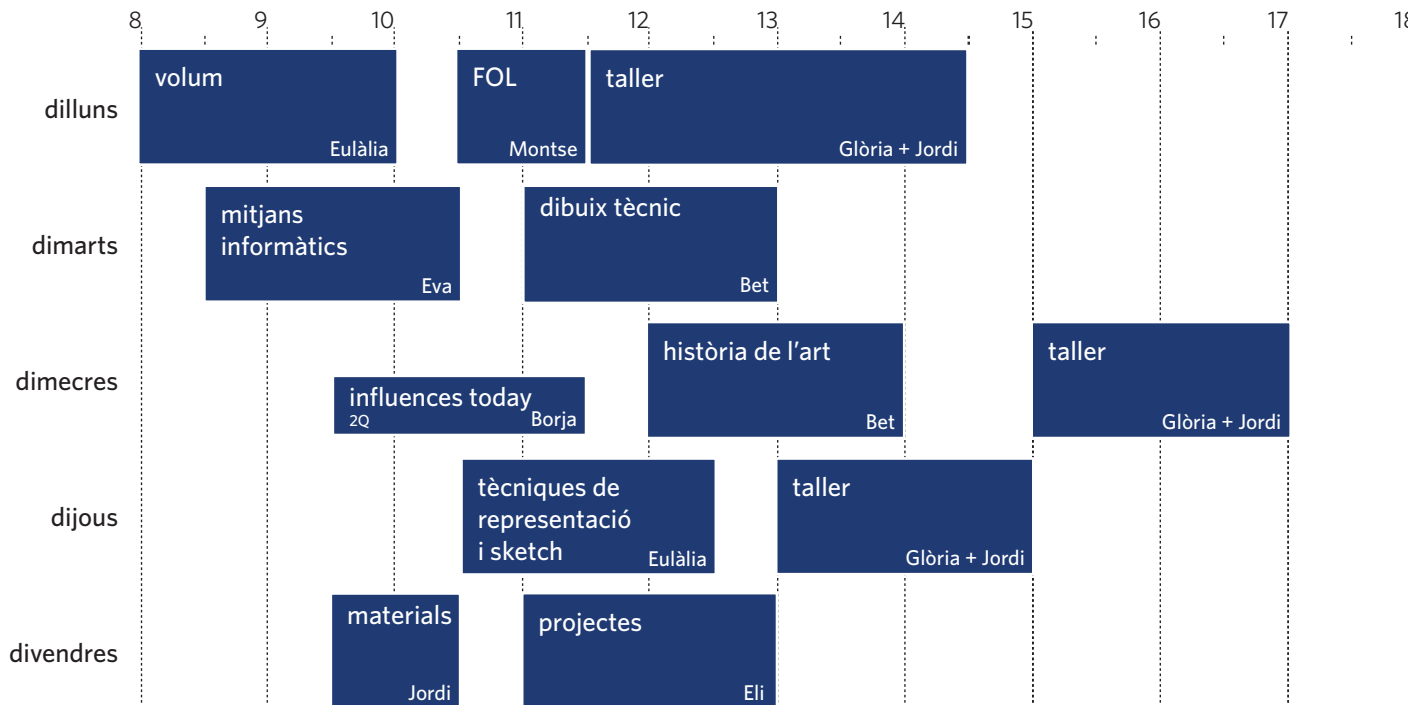 8 9 10 11 12 13 14 15 16 17 18
dilluns
volum
Eulàlia
FOL
Montse
taller
Glòria + Jordi
dimarts
mitjans
informàtics
Eva
dibuix tècnic
Bet
dimecres
influences today
2Q Borja
història de l’art
Bet
taller
Glòria + Jordi
dijous
tècniques de
representació
i sketch
Eulàlia
taller
Glòria + Jordi
divendres
materials
Jordi
projectes
Eli